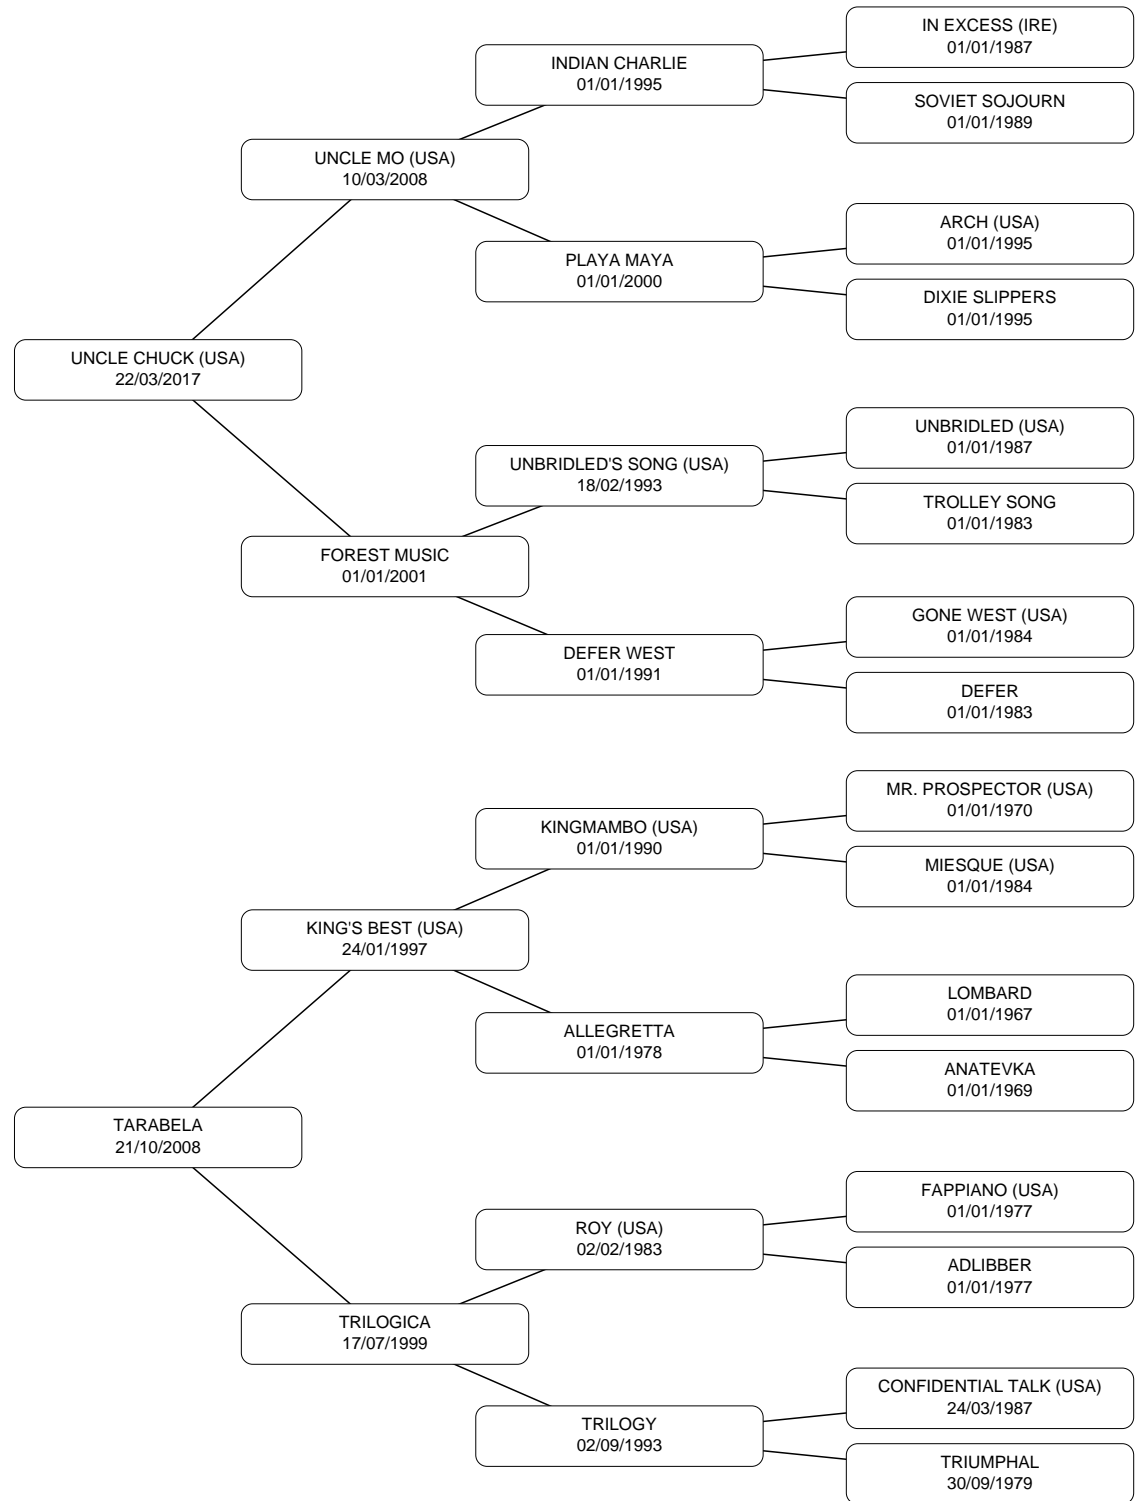 IN EXCESS (IRE)
01/01/1987
INDIAN CHARLIE
01/01/1995
SOVIET SOJOURN
01/01/1989
UNCLE MO (USA)
10/03/2008
ARCH (USA)
01/01/1995
PLAYA MAYA
01/01/2000
DIXIE SLIPPERS
01/01/1995
UNCLE CHUCK (USA)
22/03/2017
UNBRIDLED (USA)
01/01/1987
UNBRIDLED'S SONG (USA)
18/02/1993
TROLLEY SONG
01/01/1983
FOREST MUSIC
01/01/2001
GONE WEST (USA)
01/01/1984
DEFER WEST
01/01/1991
DEFER
01/01/1983
MR. PROSPECTOR (USA)
01/01/1970
KINGMAMBO (USA)
01/01/1990
MIESQUE (USA)
01/01/1984
KING'S BEST (USA)
24/01/1997
LOMBARD
01/01/1967
ALLEGRETTA
01/01/1978
ANATEVKA
01/01/1969
TARABELA
21/10/2008
FAPPIANO (USA)
01/01/1977
ROY (USA)
02/02/1983
ADLIBBER
01/01/1977
TRILOGICA
17/07/1999
CONFIDENTIAL TALK (USA)
24/03/1987
TRILOGY
02/09/1993
TRIUMPHAL
30/09/1979